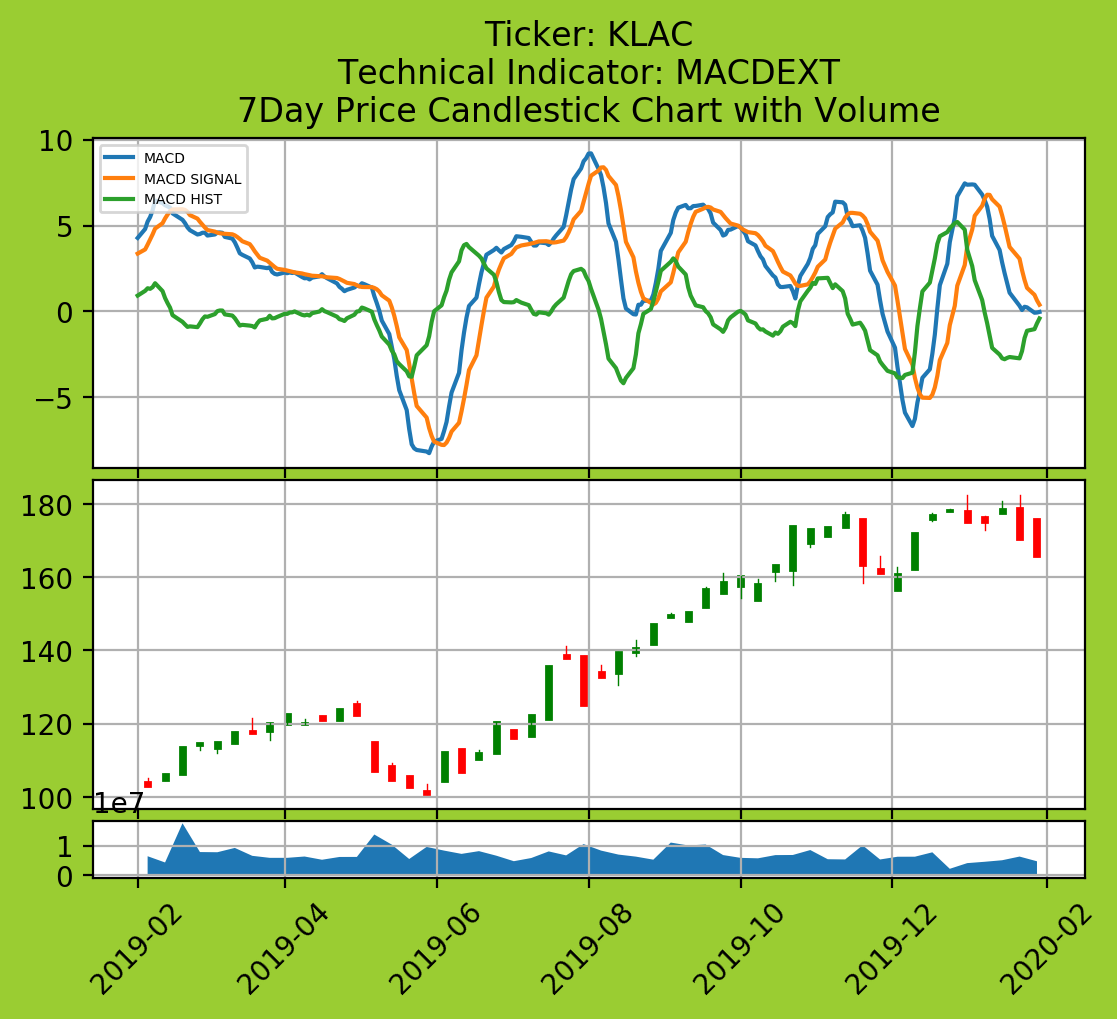 Ticker: KLAC
Technical Indicator: MACDEXT
7Day Price Candlestick Chart with Volume
10
5
0
−5
MACD
MACD SIGNAL
MACD HIST
180
160
140
120
100
1e7
1
0
2019-02
2019-04
2019-06
2019-08
2019-10
2019-12
2020-02